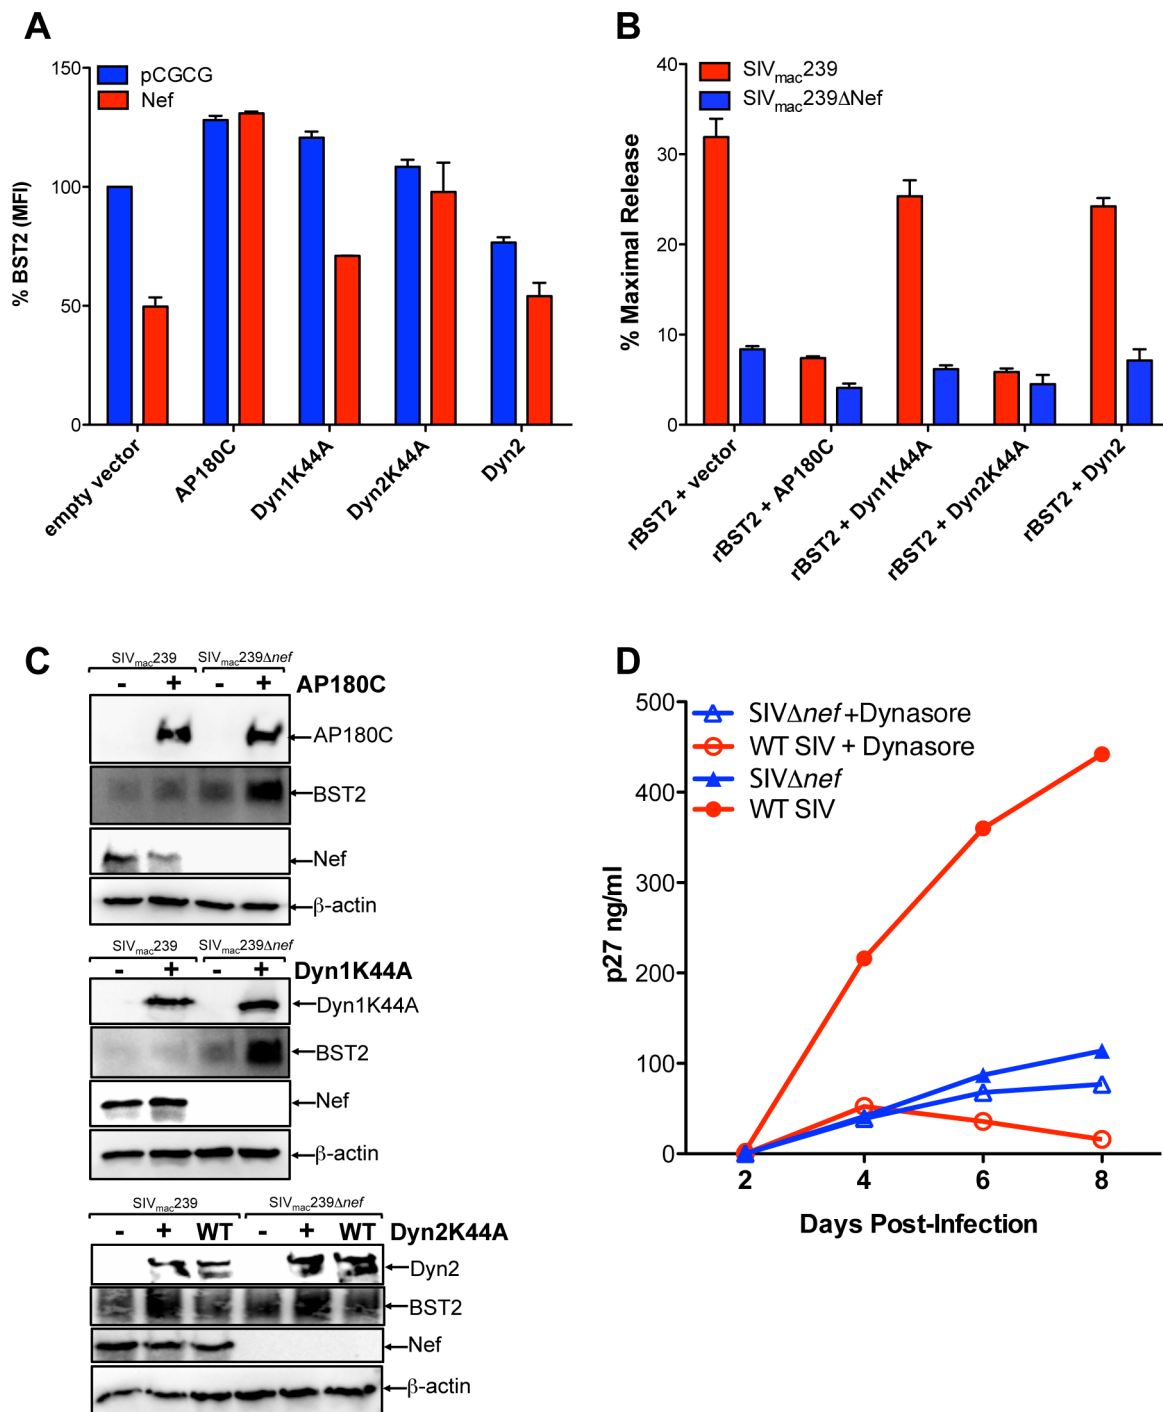 A
150
100
50
0
% BST2 (MFI)
pCGCG
Nef
empty vector
AP180C
Dyn1K44A
Dyn2K44A
Dyn2
B
40
30
20
10
0
% Maximal Release
SIVmac239
SIVmac239ΔNef
rBST2 + vector
rBST2 + AP180C
rBST2 + Dyn1K44A
rBST2 + Dyn2K44A
rBST2 + Dyn2
C
SIVmac239 SIVmac239Δnef
- + - + AP180C
AP180C
BST2
Nef
β-actin
SIVmac239 SIVmac239Δnef
- + - + Dyn1K44A
Dyn1K44A
BST2
Nef
β-actin
SIVmac239 SIVmac239Δnef
- + WT - + WT Dyn2K44A
Dyn2
BST2
Nef
β-actin
D
500
400
300
200
100
0
p27 ng/ml
SIVΔnef+Dynasore
WT SIV + Dynasore
SIVΔnef
WT SIV
2 4 6 8
Days Post-Infection